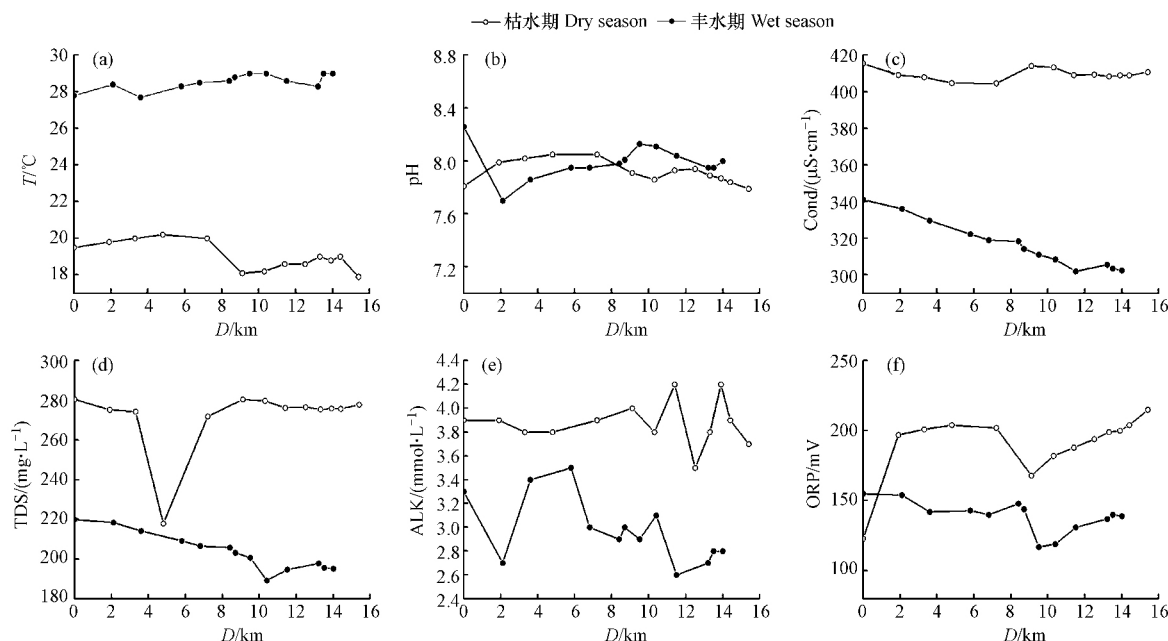 枯水期 Dry season 丰水期 Wet season
(a)
30
28
26
24
22
20
18
T/℃
0 2 4 6 8 10 12 14 16
D/km
(b)
8.8
8.4
8.0
7.6
7.2
pH
0 2 4 6 8 10 12 14 16
D/km
(c)
420
400
380
360
340
320
300
Cond/(μS·cm⁻¹)
0 2 4 6 8 10 12 14 16
D/km
(d)
300
280
260
240
220
200
180
TDS/(mg·L⁻¹)
0 2 4 6 8 10 12 14 16
D/km
(e)
4.4
4.2
4.0
3.8
3.6
3.4
3.2
3.0
2.8
2.6
2.4
ALK/(mmol·L⁻¹)
0 2 4 6 8 10 12 14 16
D/km
(f)
250
200
150
100
ORP/mV
0 2 4 6 8 10 12 14 16
D/km